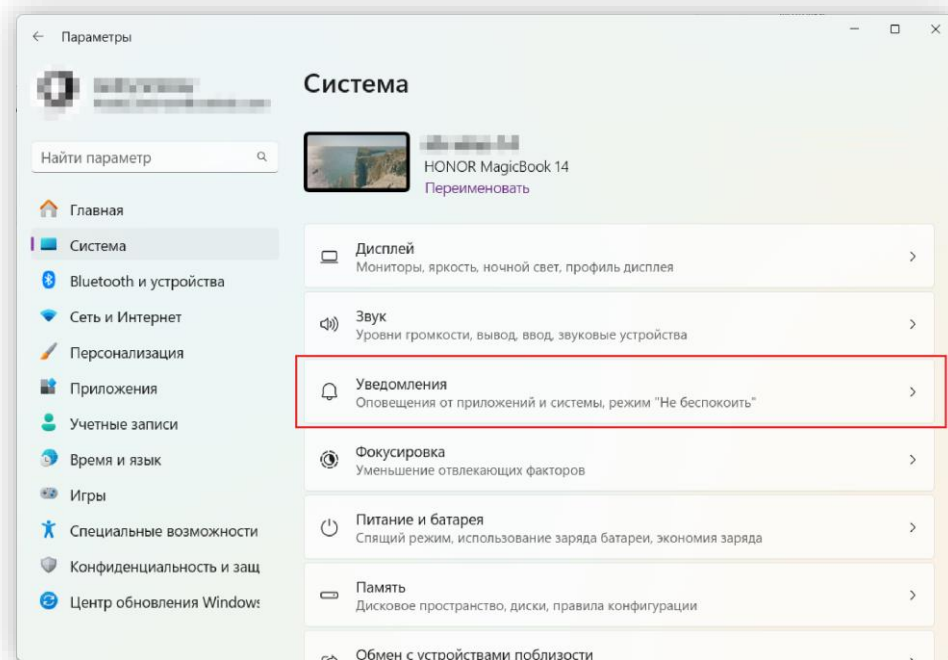 Параметры
Система
HONOR MagicBook 14
Переименовать
Найти параметр
Главная
Система
Bluetooth и устройства
Сеть и Интернет
Персонализация
Приложения
Учетные записи
Время и язык
Игры
Специальные возможности
Конфиденциальность и защ
Центр обновления Windows
Дисплей
Мониторы, яркость, ночной свет, профиль дисплея
Звук
Уровни громкости, вывод, ввод, звуковые устройства
Уведомления
Оповещения от приложений и системы, режим "Не беспокоить"
Фокусировка
Уменьшение отвлекающих факторов
Питание и батарея
Спящий режим, использование заряда батареи, экономия заряда
Память
Дисковое пространство, диски, правила конфигурации
Обмен с устройствами поблизости